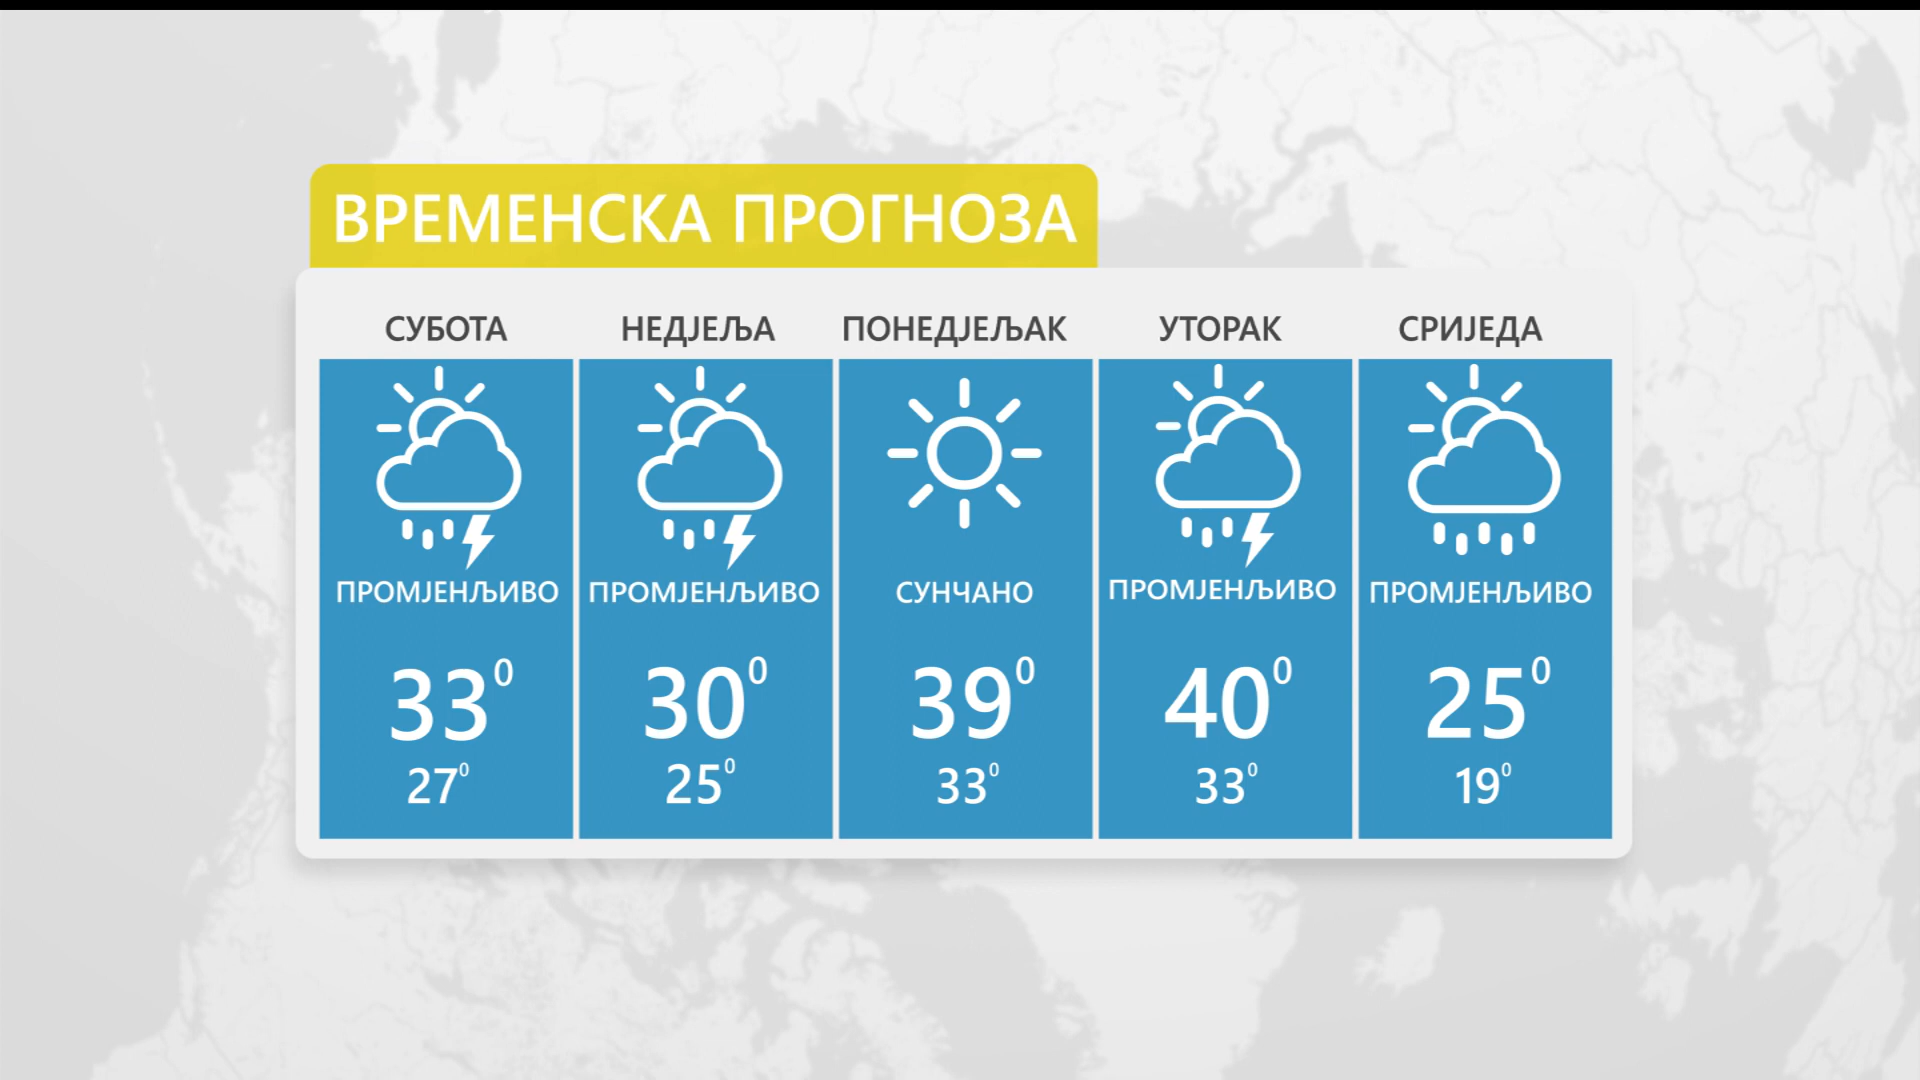 ВРЕМЕНСКА ПРОГНОЗА
СУБОТА НЕДЈЕЉА ПОНЕДЈЕЉАК УТОРАК СРИЈЕДА
ПРОМЈЕНЉИВО ПРОМЈЕНЉИВО СУНЧАНО ПРОМЈЕНЉИВО ПРОМЈЕНЉИВО
33⁰ 30⁰ 39⁰ 40⁰ 25⁰
27⁰ 25⁰ 33⁰ 33⁰ 19⁰